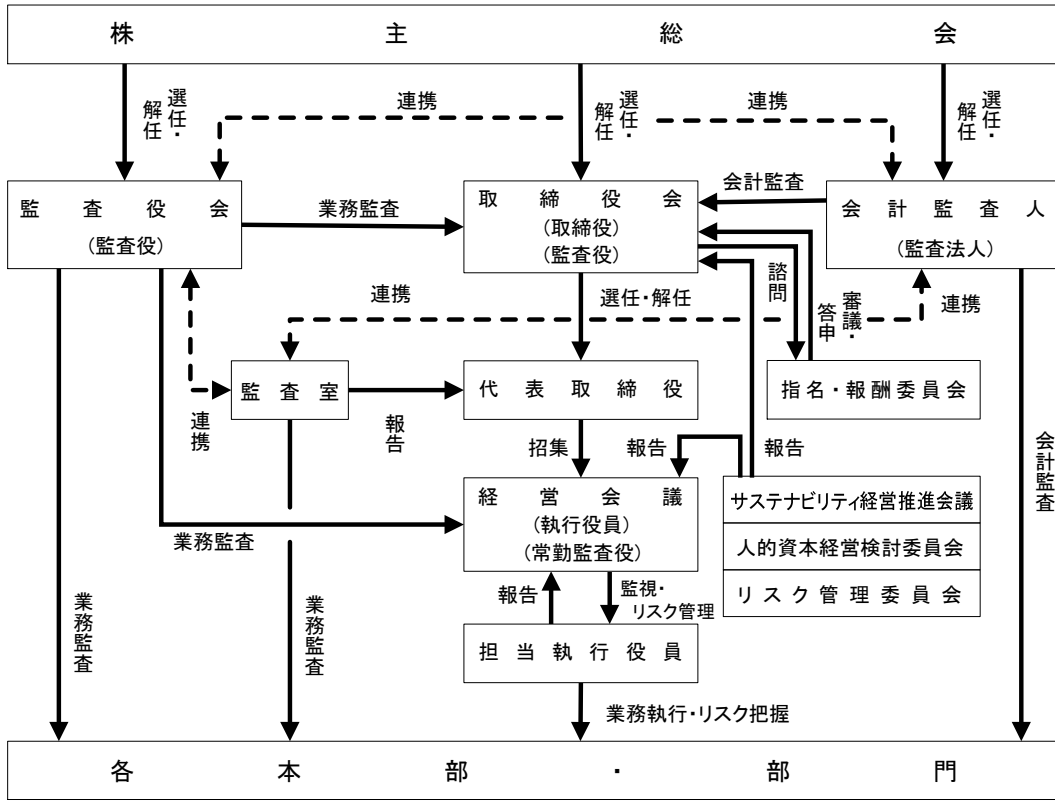 株主総会
選任・解任
連携
選任・解任
連携
選任・解任
監査役会
(監査役)
業務監査
取締役会
(取締役)
(監査役)
会計監査
会計監査人
(監査法人)
連携
選任・解任
諮問
審議・答申
連携
監査室
報告
代表取締役
指名・報酬委員会
連携
招集
報告
報告
会計監査
経営会議
(執行役員)
(常勤監査役)
サステナビリティ経営推進会議
人的資本経営検討委員会
リスク管理委員会
業務監査
業務監査
業務監査
報告
監視・
リスク管理
担当執行役員
業務執行・リスク把握
各本部・部門